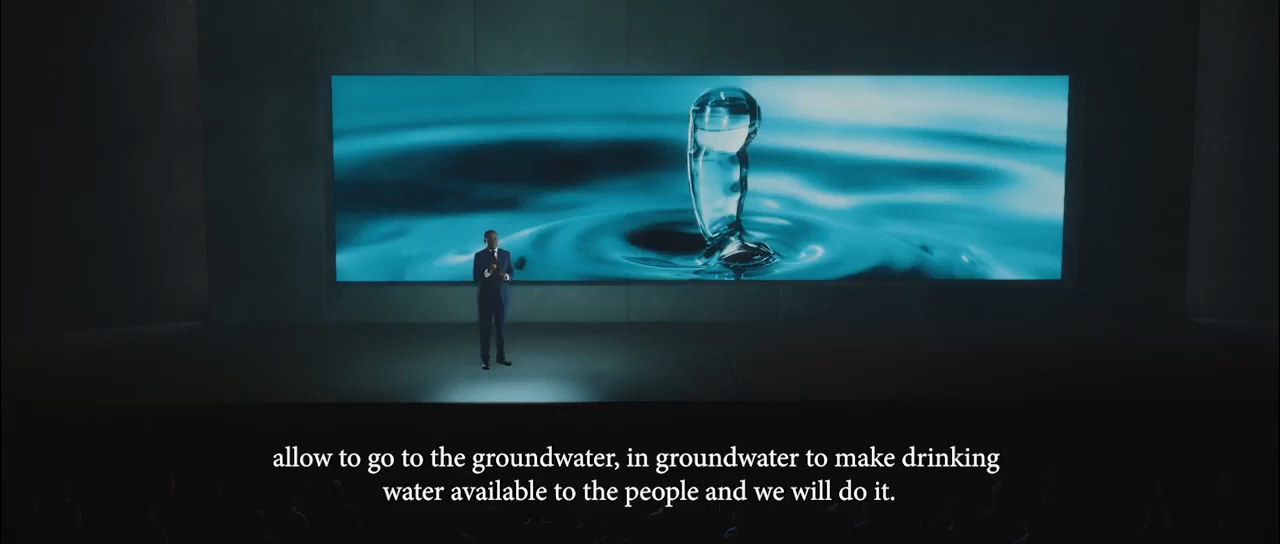 allow to go to the groundwater, in groundwater to make drinking
water available to the people and we will do it.